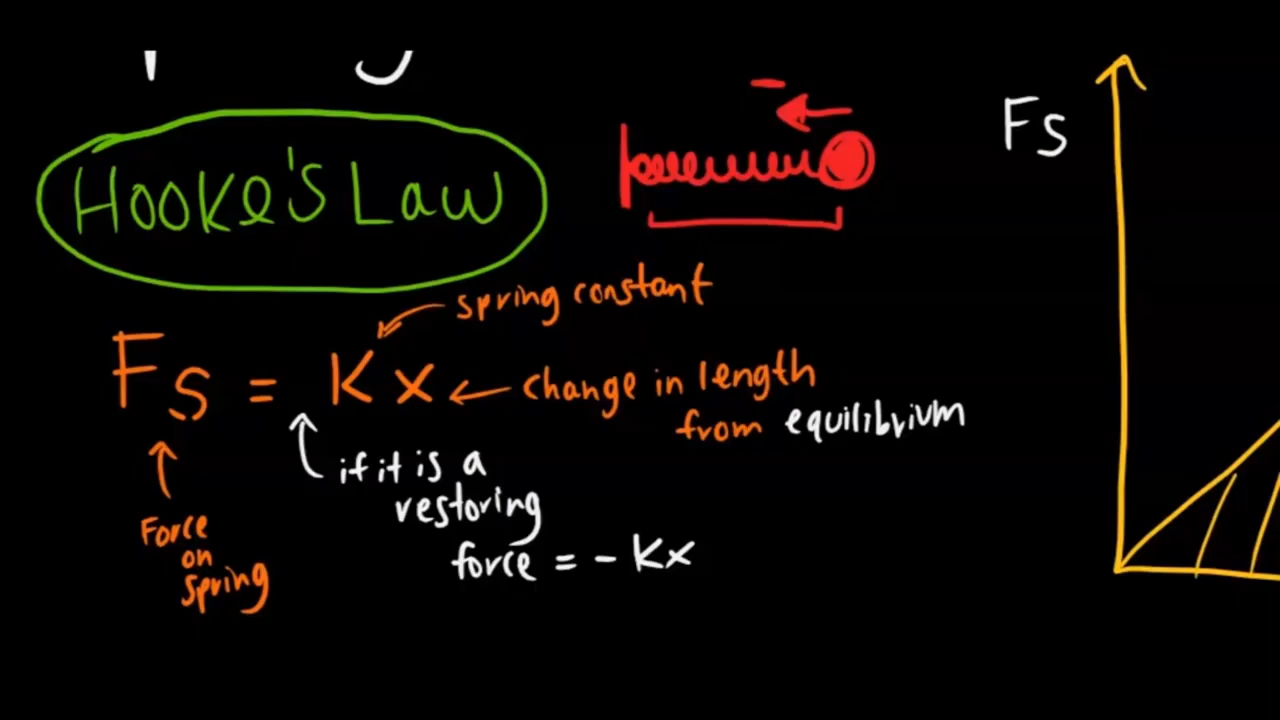 Hooke's Law
Fs = Kx
spring constant
change in length
from equilibrium
Force
on
spring
if it is a
restoring
force = - Kx
Fs